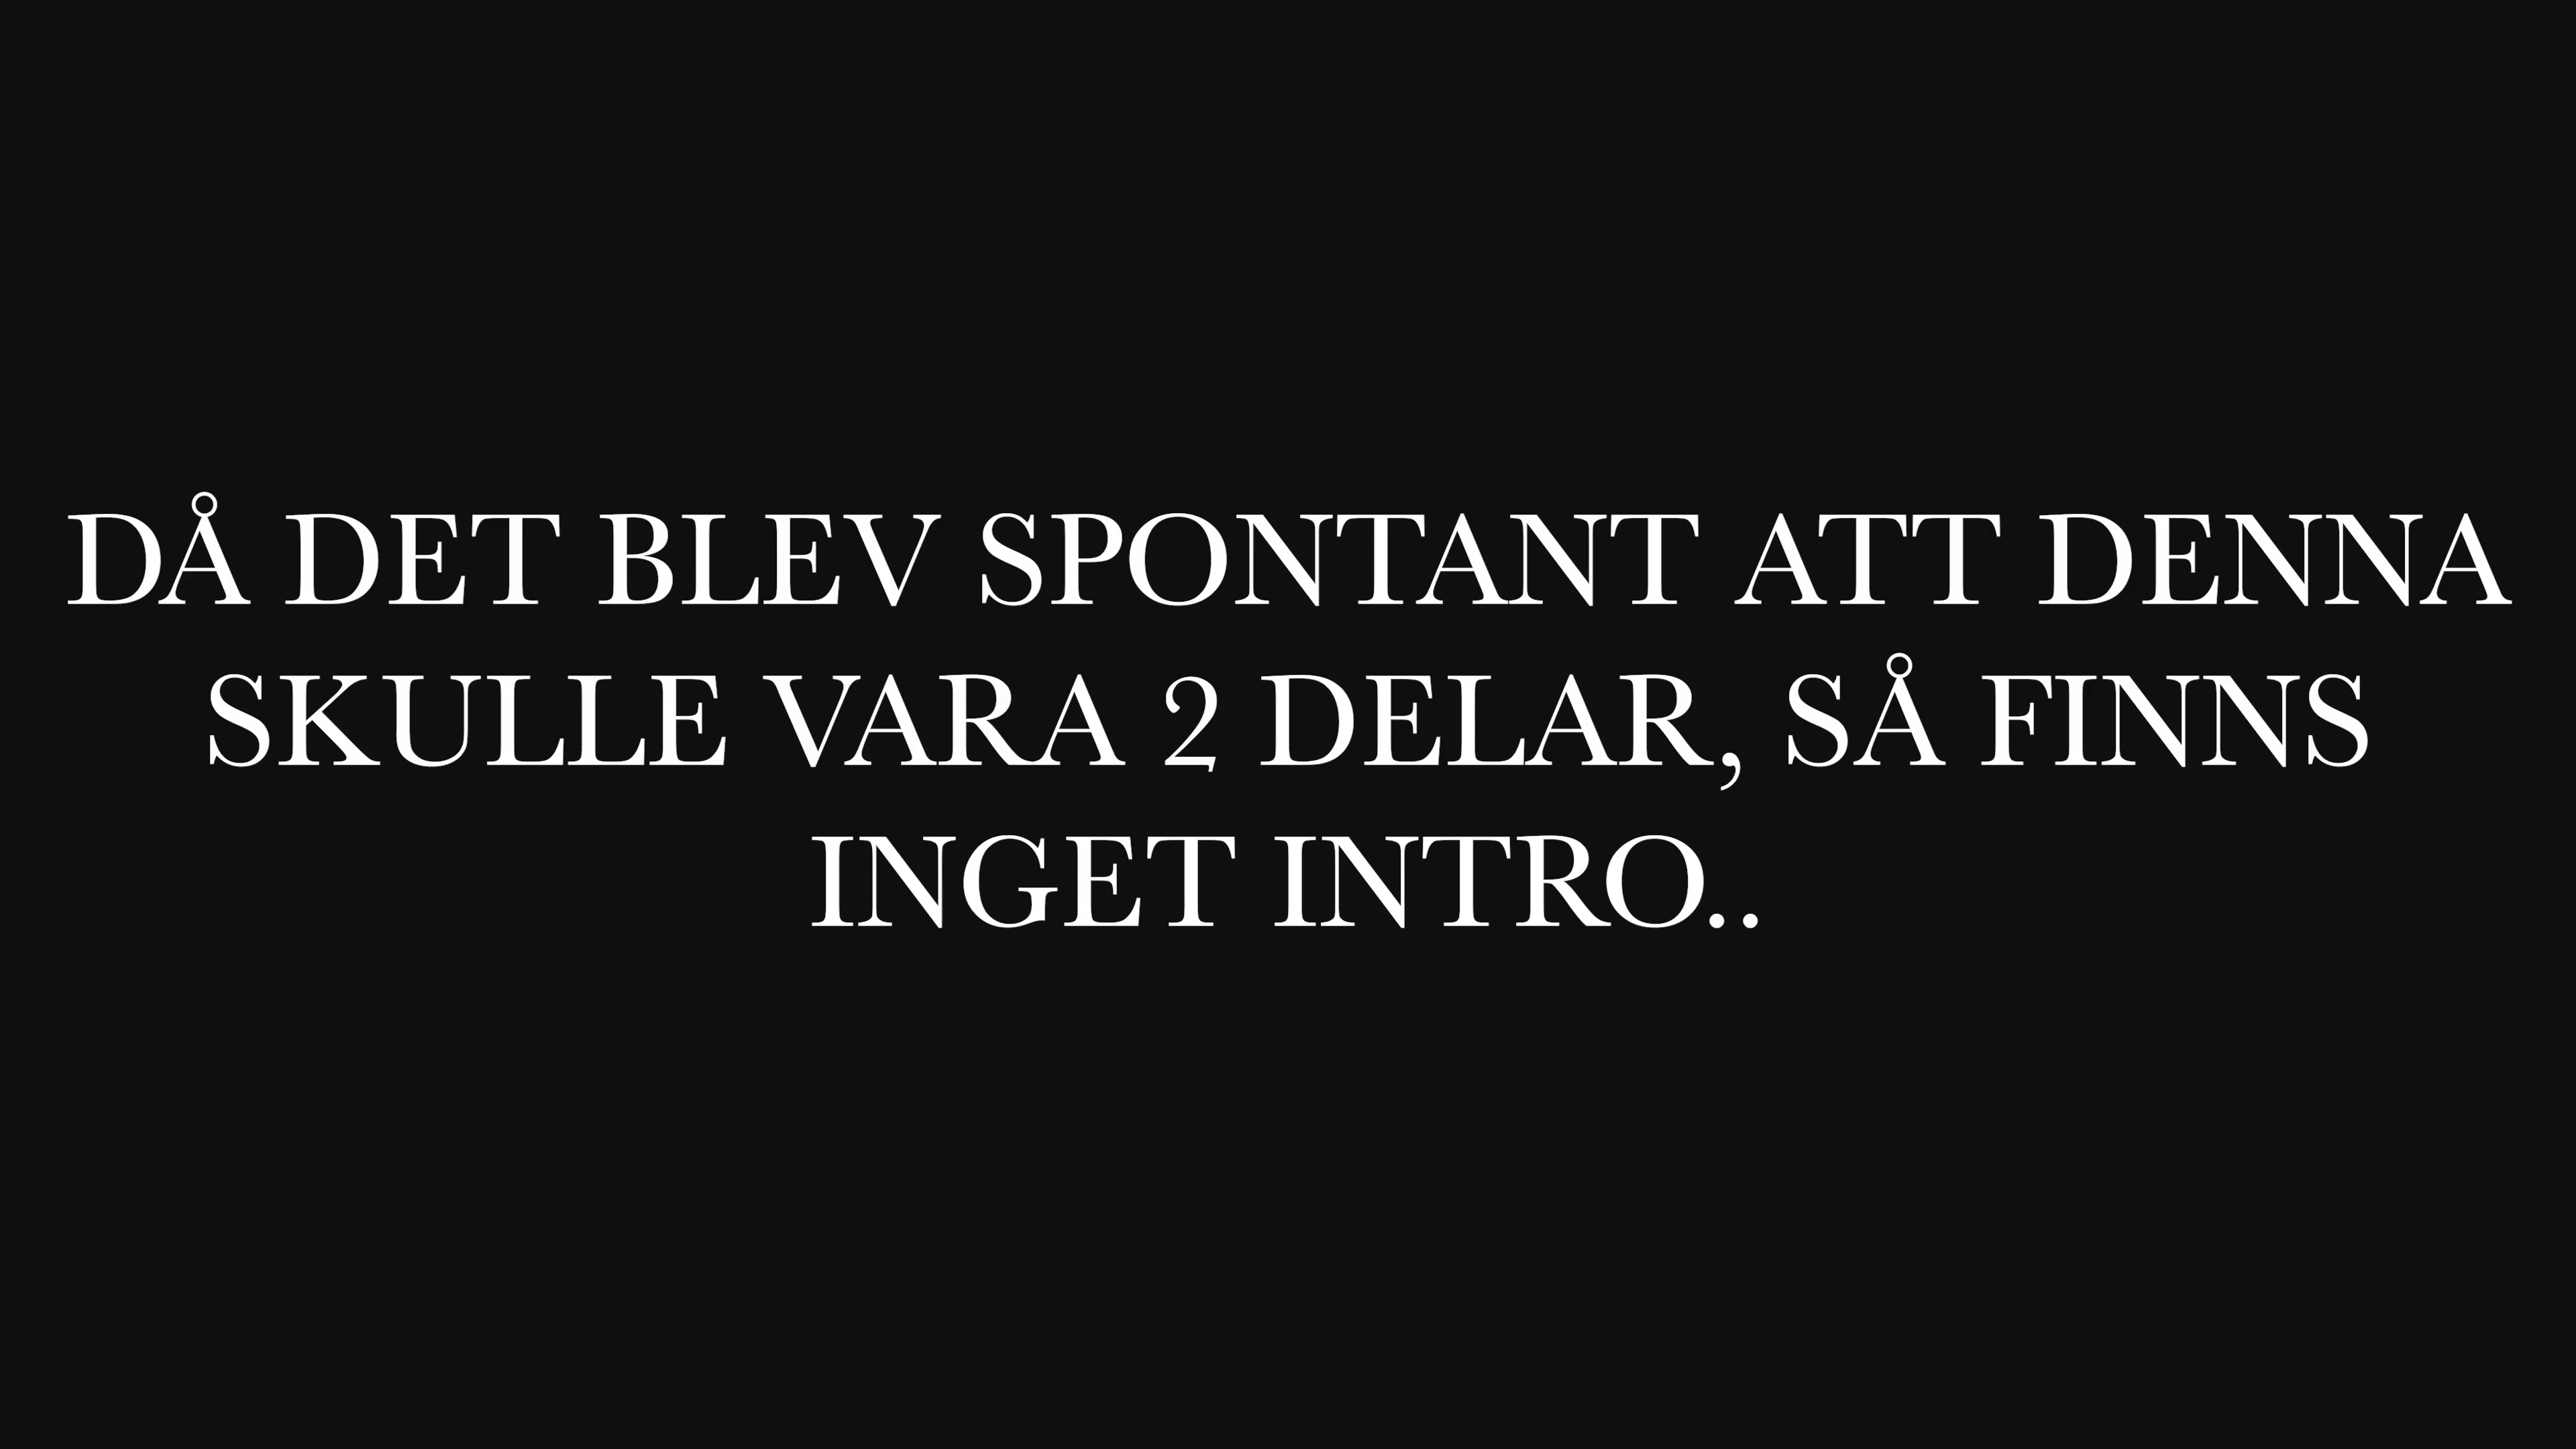 DÅ DET BLEV SPONTANT ATT DENNA
SKULLE VARA 2 DELAR, SÅ FINNS
INGET INTRO..